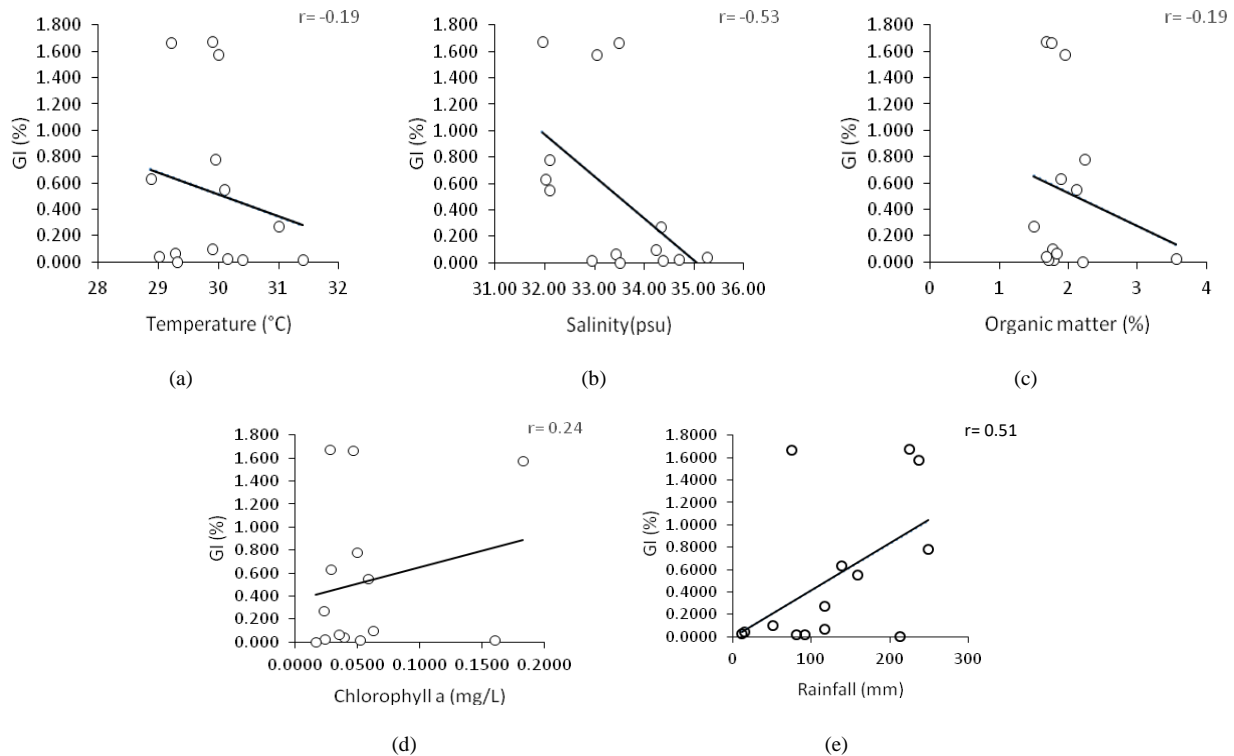 r= -0.19
1.800
1.600
1.400
1.200
1.000
0.800
0.600
0.400
0.200
0.000
GI (%)
28 29 30 31 32
Temperature (°C)
(a)
r= -0.53
1.800
1.600
1.400
1.200
1.000
0.800
0.600
0.400
0.200
0.000
GI (%)
31.00 32.00 33.00 34.00 35.00 36.00
Salinity(psu)
(b)
r= -0.19
1.800
1.600
1.400
1.200
1.000
0.800
0.600
0.400
0.200
0.000
GI (%)
0 1 2 3 4
Organic matter (%)
(c)
r= 0.24
1.800
1.600
1.400
1.200
1.000
0.800
0.600
0.400
0.200
0.000
GI (%)
0.0000 0.0500 0.1000 0.1500 0.2000
Chlorophyll a (mg/L)
(d)
r= 0.51
1.8000
1.6000
1.4000
1.2000
1.0000
0.8000
0.6000
0.4000
0.2000
0.0000
GI (%)
0 100 200 300
Rainfall (mm)
(e)